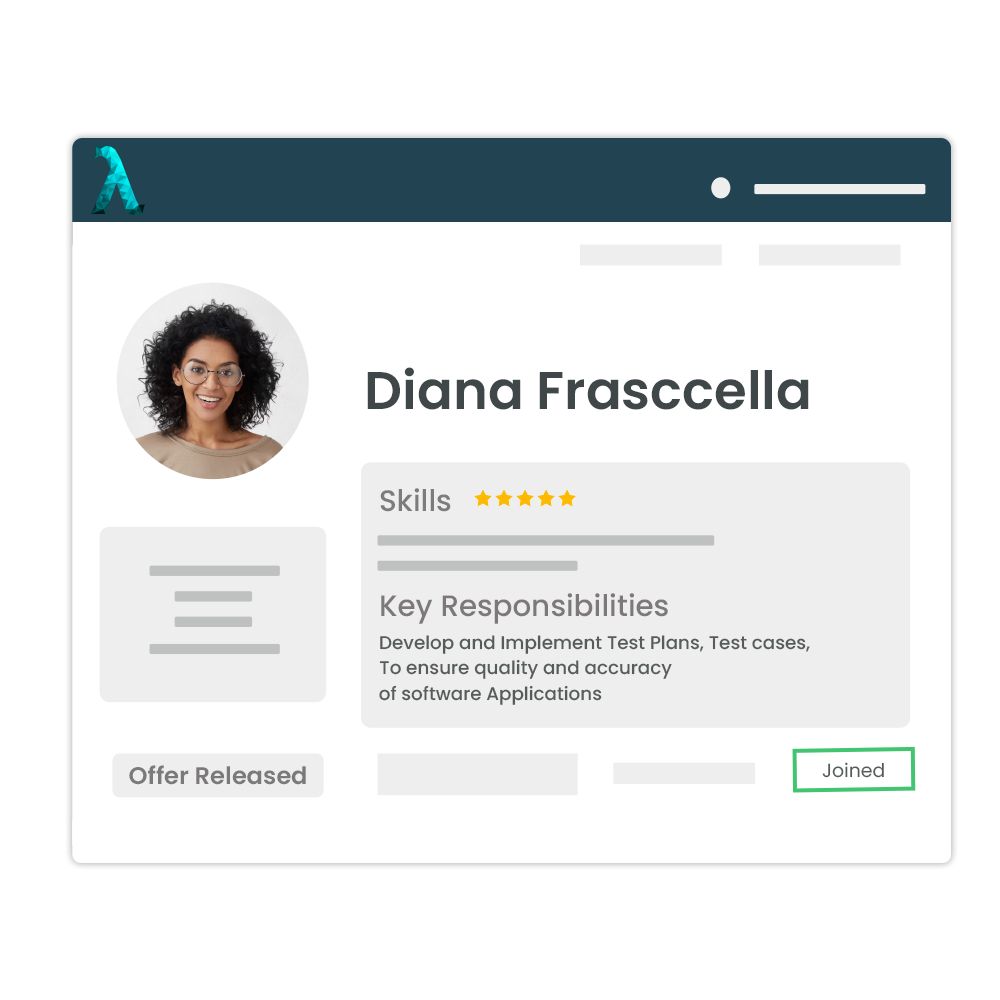 Diana Frasccella
Skills
Key Responsibilities
Develop and Implement Test Plans, Test cases,
To ensure quality and accuracy
of software Applications
Offer Released
Joined